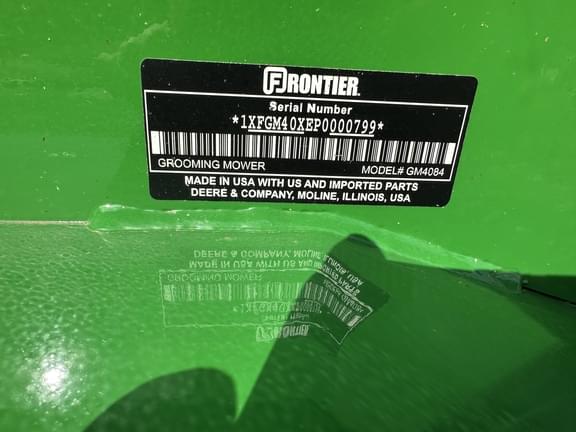 FRONTIER
Serial Number
*1XFGM40XEP0000799*
GROOMING MOWER MODEL# GM4084
MADE IN USA WITH US AND IMPORTED PARTS
DEERE & COMPANY, MOLINE, ILLINOIS, USA